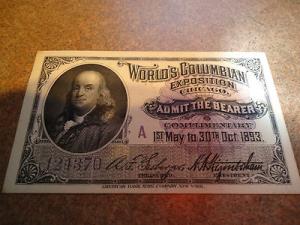 WORLD'S COLUMBIAN
EXPOSITION
CHICAGO
ADMIT THE BEARER
COMPLIMENTARY
A
1ST MAY TO 30TH Oct. 1893.
PRESIDENT
AMERICAN BANK NOTE COMPANY NEW YORK.